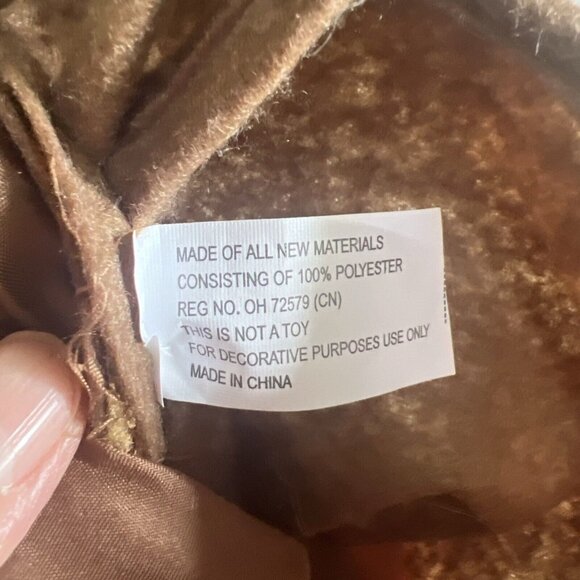 MADE OF ALL NEW MATERIALS
CONSISTING OF 100% POLYESTER
REG NO. OH 72579 (CN)
THIS IS NOT A TOY
FOR DECORATIVE PURPOSES USE ONLY
MADE IN CHINA